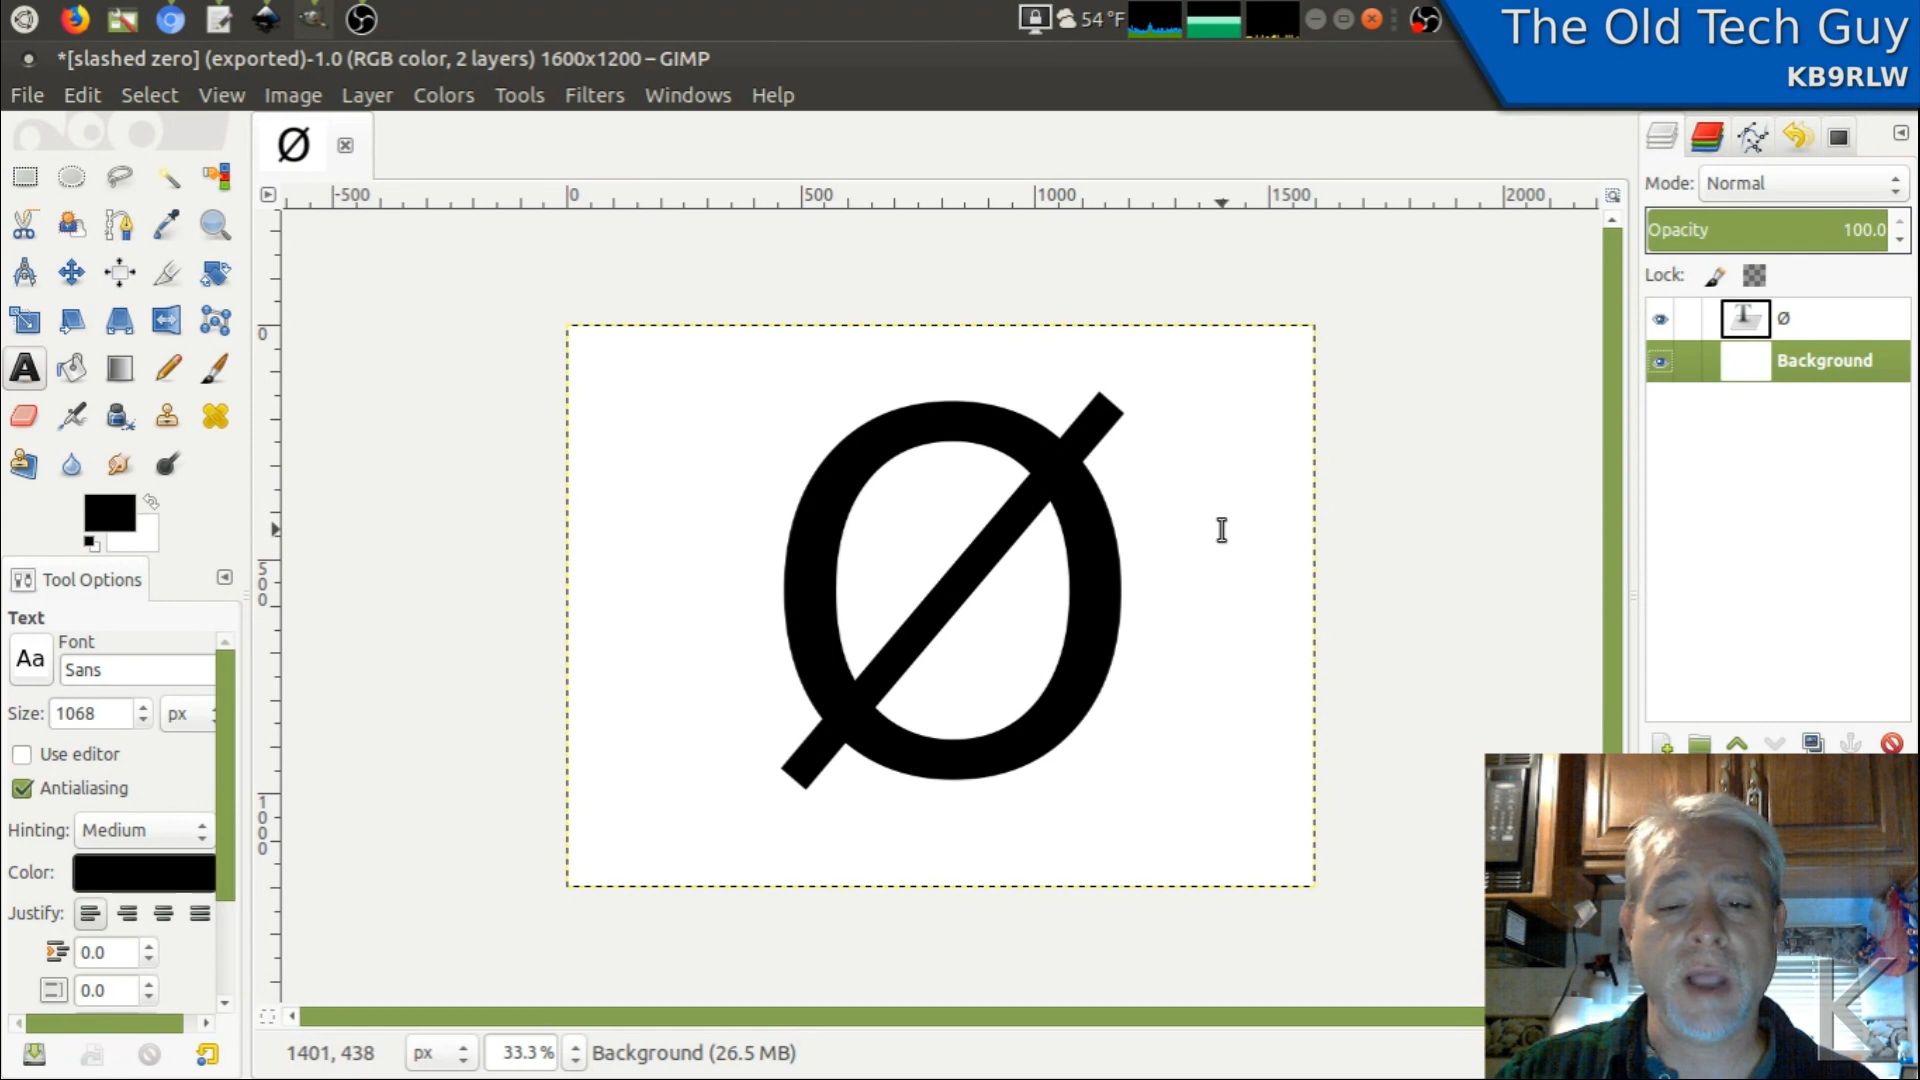 54 °F
The Old Tech Guy
KB9RLW
*[slashed zero] (exported)-1.0 (RGB color, 2 layers) 1600x1200 – GIMP
File Edit Select View Image Layer Colors Tools Filters Windows Help
Ø
-500 0 500 1000 1500 2000
Mode: Normal
Opacity 100.0
Lock:
Ø
Background
0
500
1000
Ø
Tool Options
Text
Font
Aa Sans
Size: 1068 px
Use editor
Antialiasing
Hinting: Medium
Color:
Justify:
0.0
0.0
1401, 438 px 33.3% Background (26.5 MB)
K